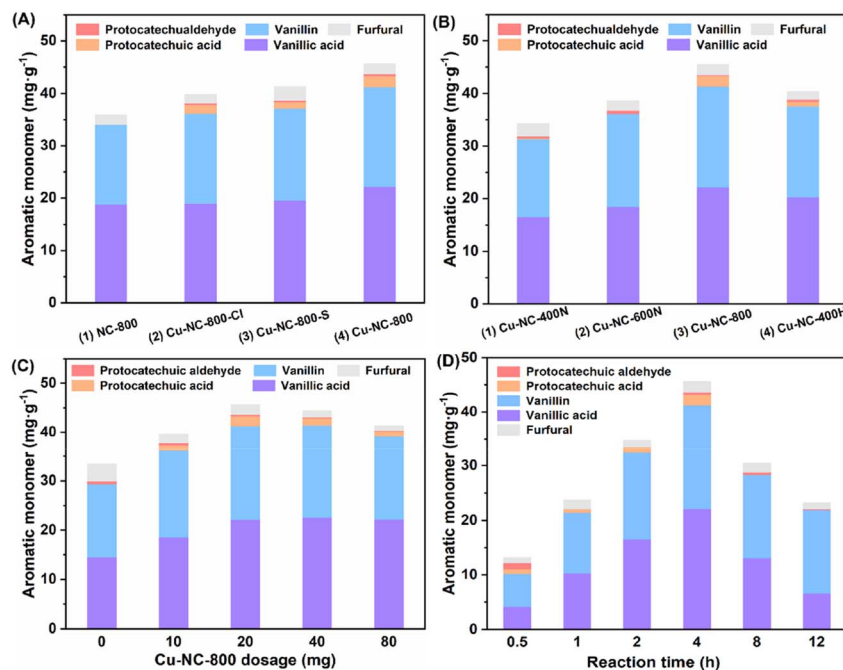 (A)
Protocatechualdehyde
Vanillin
Furfural
Protocatechuic acid
Vanillic acid
Aromatic monomer (mg·g⁻¹)
50
40
30
20
10
0
(1) NC-800
(2) Cu-NC-800-Cl
(3) Cu-NC-800-S
(4) Cu-NC-800
(B)
Protocatechualdehyde
Vanillin
Furfural
Protocatechuic acid
Vanillic acid
Aromatic monomer (mg·g⁻¹)
50
40
30
20
10
0
(1) Cu-NC-400N
(2) Cu-NC-600N
(3) Cu-NC-800
(4) Cu-NC-400H
(C)
Protocatechuic aldehyde
Vanillin
Furfural
Protocatechuic acid
Vanillic acid
Aromatic monomer (mg·g⁻¹)
50
40
30
20
10
0
0 10 20 40 80
Cu-NC-800 dosage (mg)
(D)
Protocatechuic aldehyde
Protocatechuic acid
Vanillin
Vanillic acid
Furfural
Aromatic monomer (mg·g⁻¹)
50
40
30
20
10
0
0.5 1 2 4 8 12
Reaction time (h)